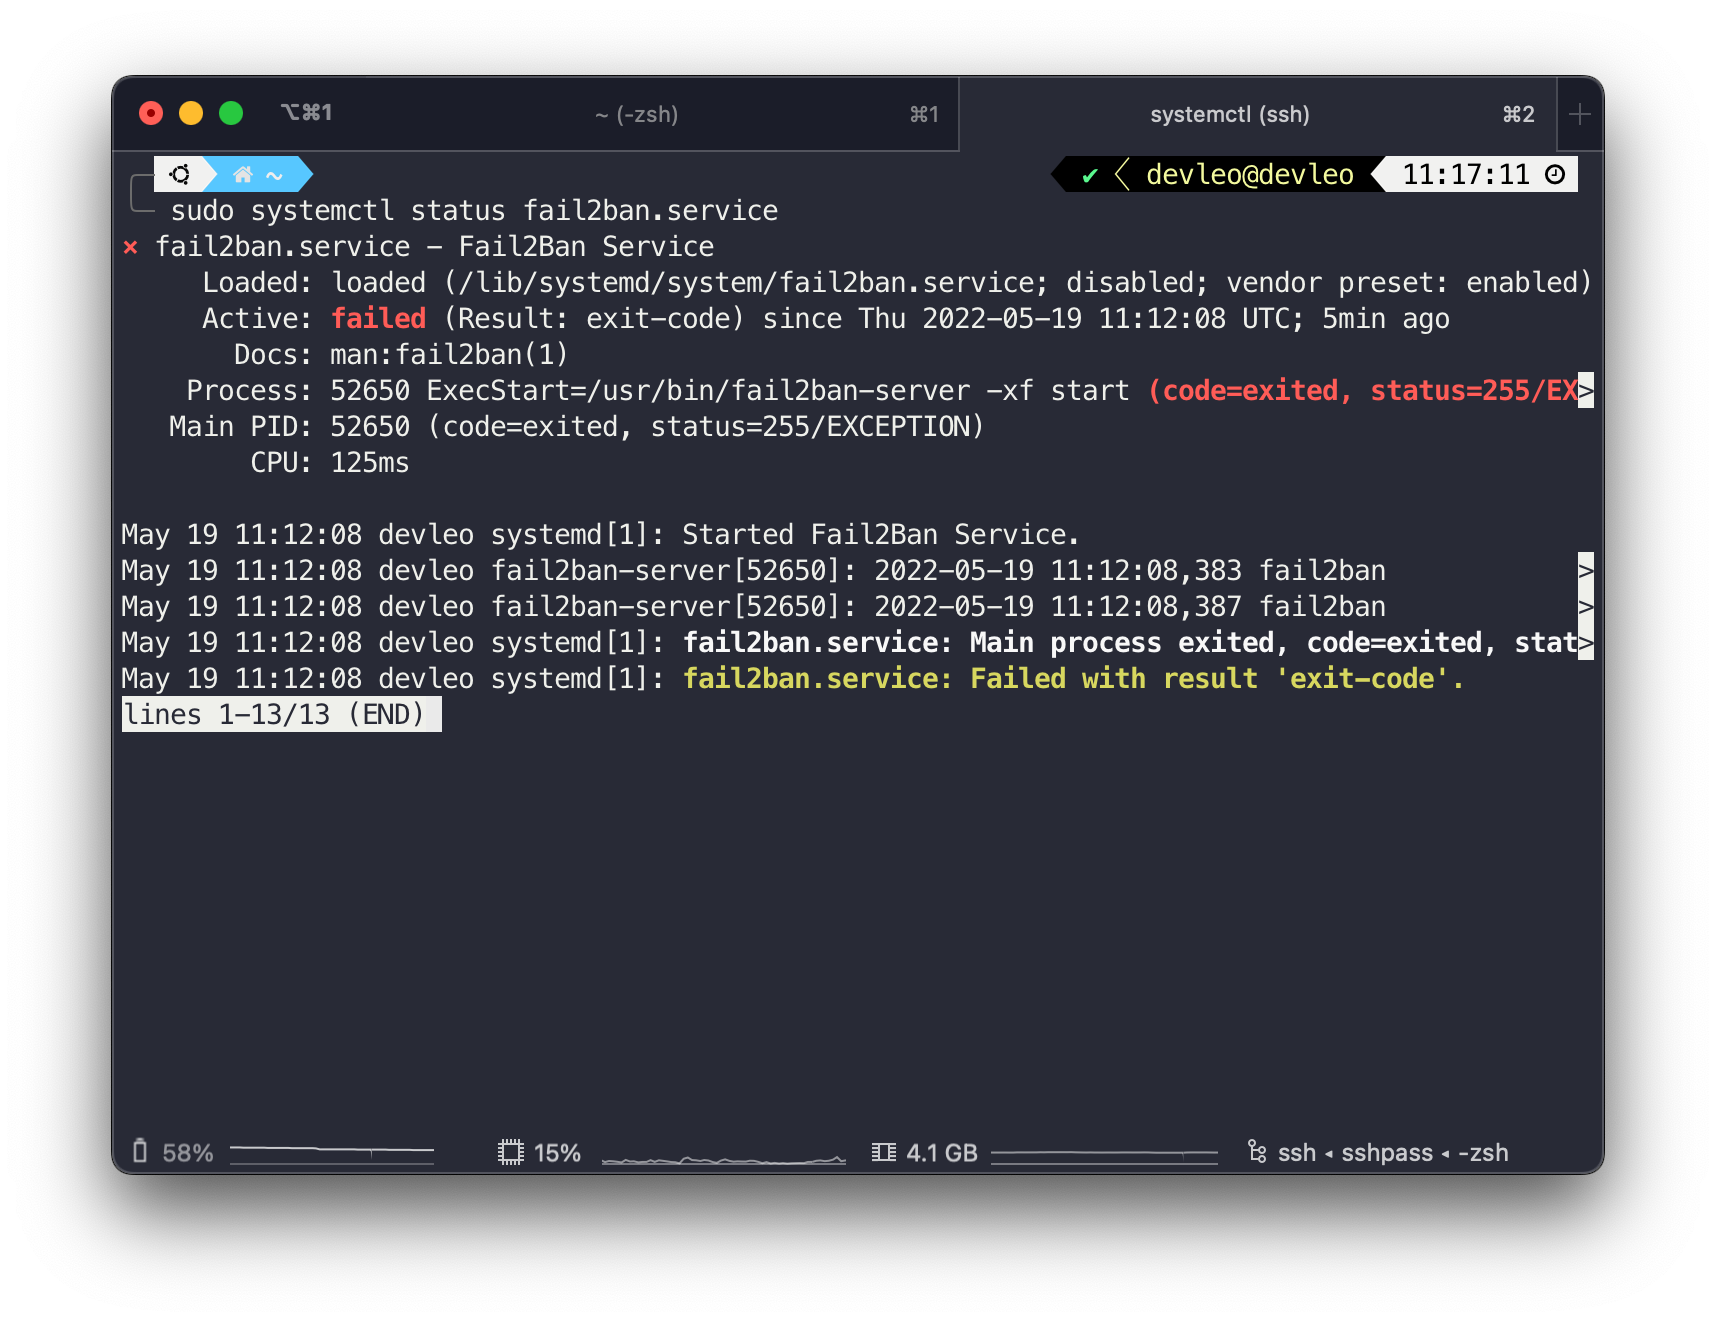 ⌥⌘1 ~ (-zsh) ⌘1 systemctl (ssh) ⌘2 +
~ ✔ devleo@devleo 11:17:11
sudo systemctl status fail2ban.service
× fail2ban.service - Fail2Ban Service
Loaded: loaded (/lib/systemd/system/fail2ban.service; disabled; vendor preset: enabled)
Active: failed (Result: exit-code) since Thu 2022-05-19 11:12:08 UTC; 5min ago
Docs: man:fail2ban(1)
Process: 52650 ExecStart=/usr/bin/fail2ban-server -xf start (code=exited, status=255/EX>
Main PID: 52650 (code=exited, status=255/EXCEPTION)
CPU: 125ms
May 19 11:12:08 devleo systemd[1]: Started Fail2Ban Service.
May 19 11:12:08 devleo fail2ban-server[52650]: 2022-05-19 11:12:08,383 fail2ban >
May 19 11:12:08 devleo fail2ban-server[52650]: 2022-05-19 11:12:08,387 fail2ban >
May 19 11:12:08 devleo systemd[1]: fail2ban.service: Main process exited, code=exited, stat>
May 19 11:12:08 devleo systemd[1]: fail2ban.service: Failed with result 'exit-code'.
lines 1-13/13 (END)
58% 15% 4.1 GB ssh ◂ sshpass ◂ -zsh